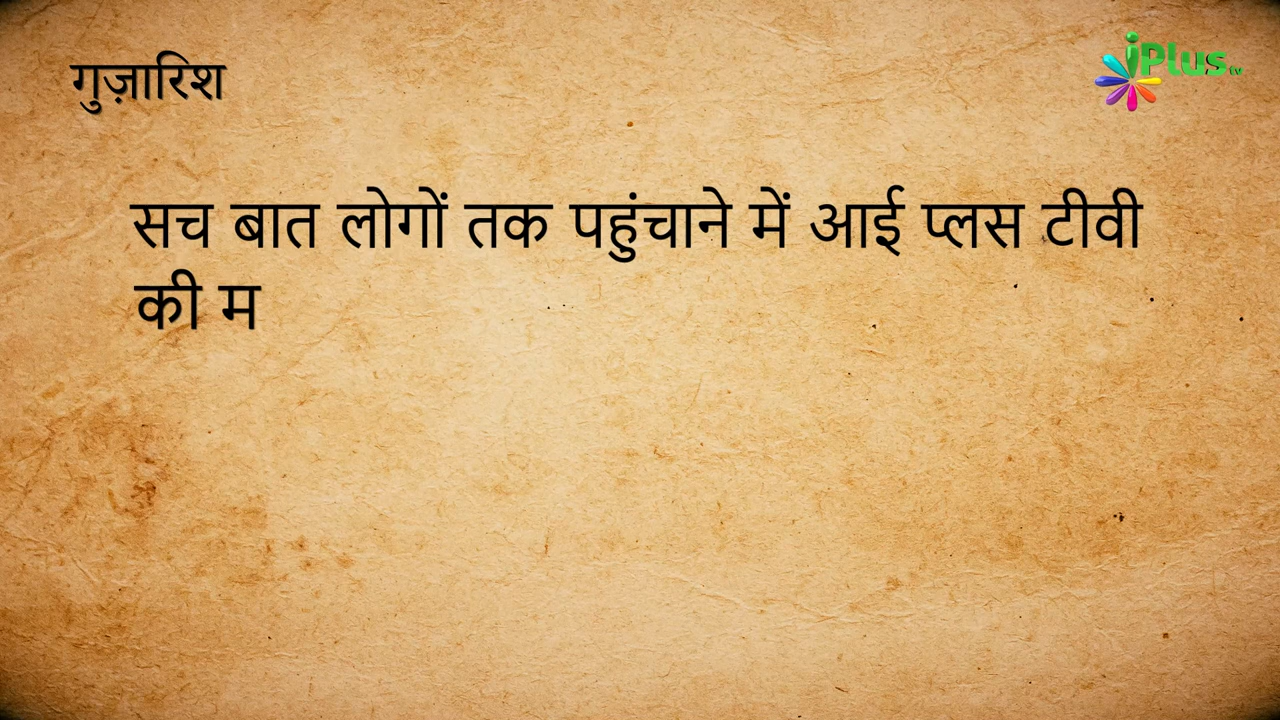 गुज़ारिश
iPlus tv
सच बात लोगों तक पहुंचाने में आई प्लस टीवी
की म